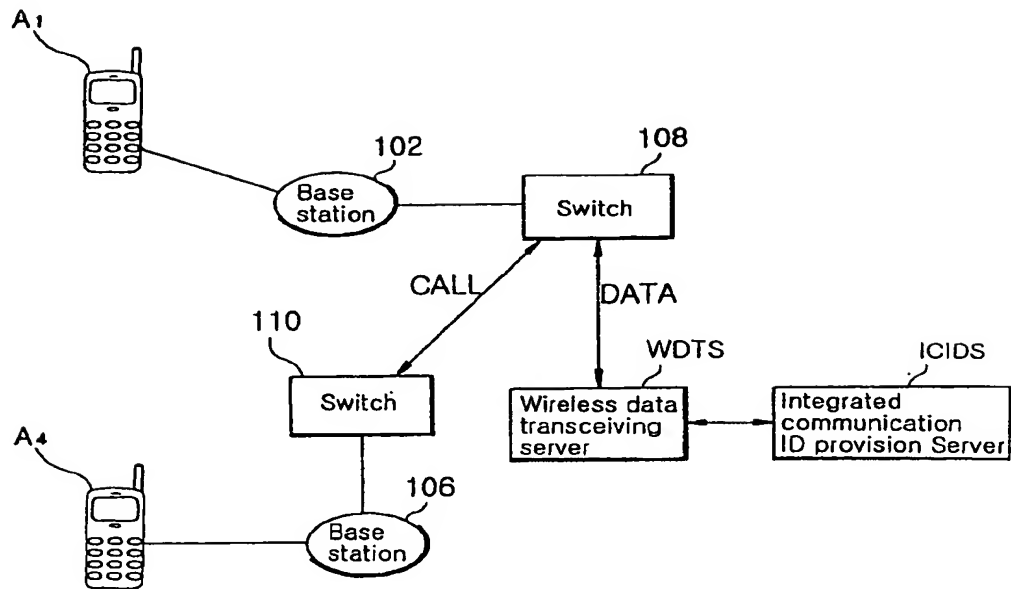 A1
102
108
Base
station
Switch
CALL
DATA
110
WDTS
ICIDS
Switch
Wireless data
transceiving
server
Integrated
communication
ID provision Server
A4
106
Base
station